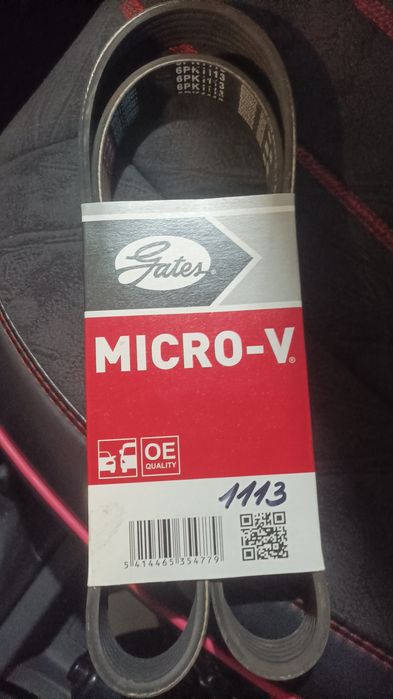 6PK1113
6PK1113
Gates®
MICRO-V®
OE
QUALITY
1113
5 414465 354779